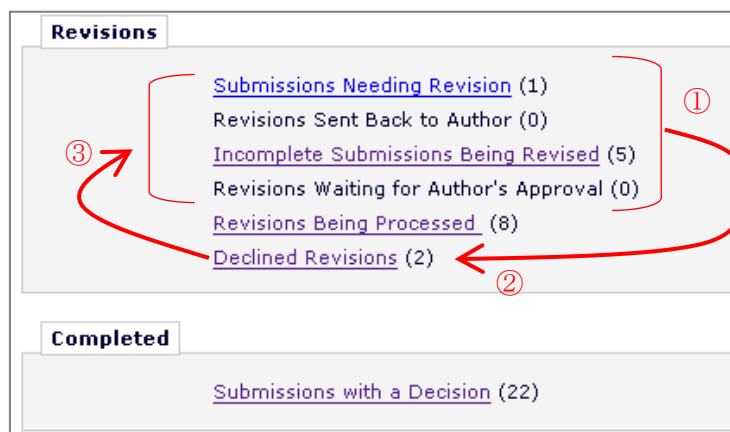 Revisions
Submissions Needing Revision (1)
①
Revisions Sent Back to Author (0)
③
Incomplete Submissions Being Revised (5)
Revisions Waiting for Author's Approval (0)
Revisions Being Processed (8)
Declined Revisions (2)
②
Completed
Submissions with a Decision (22)